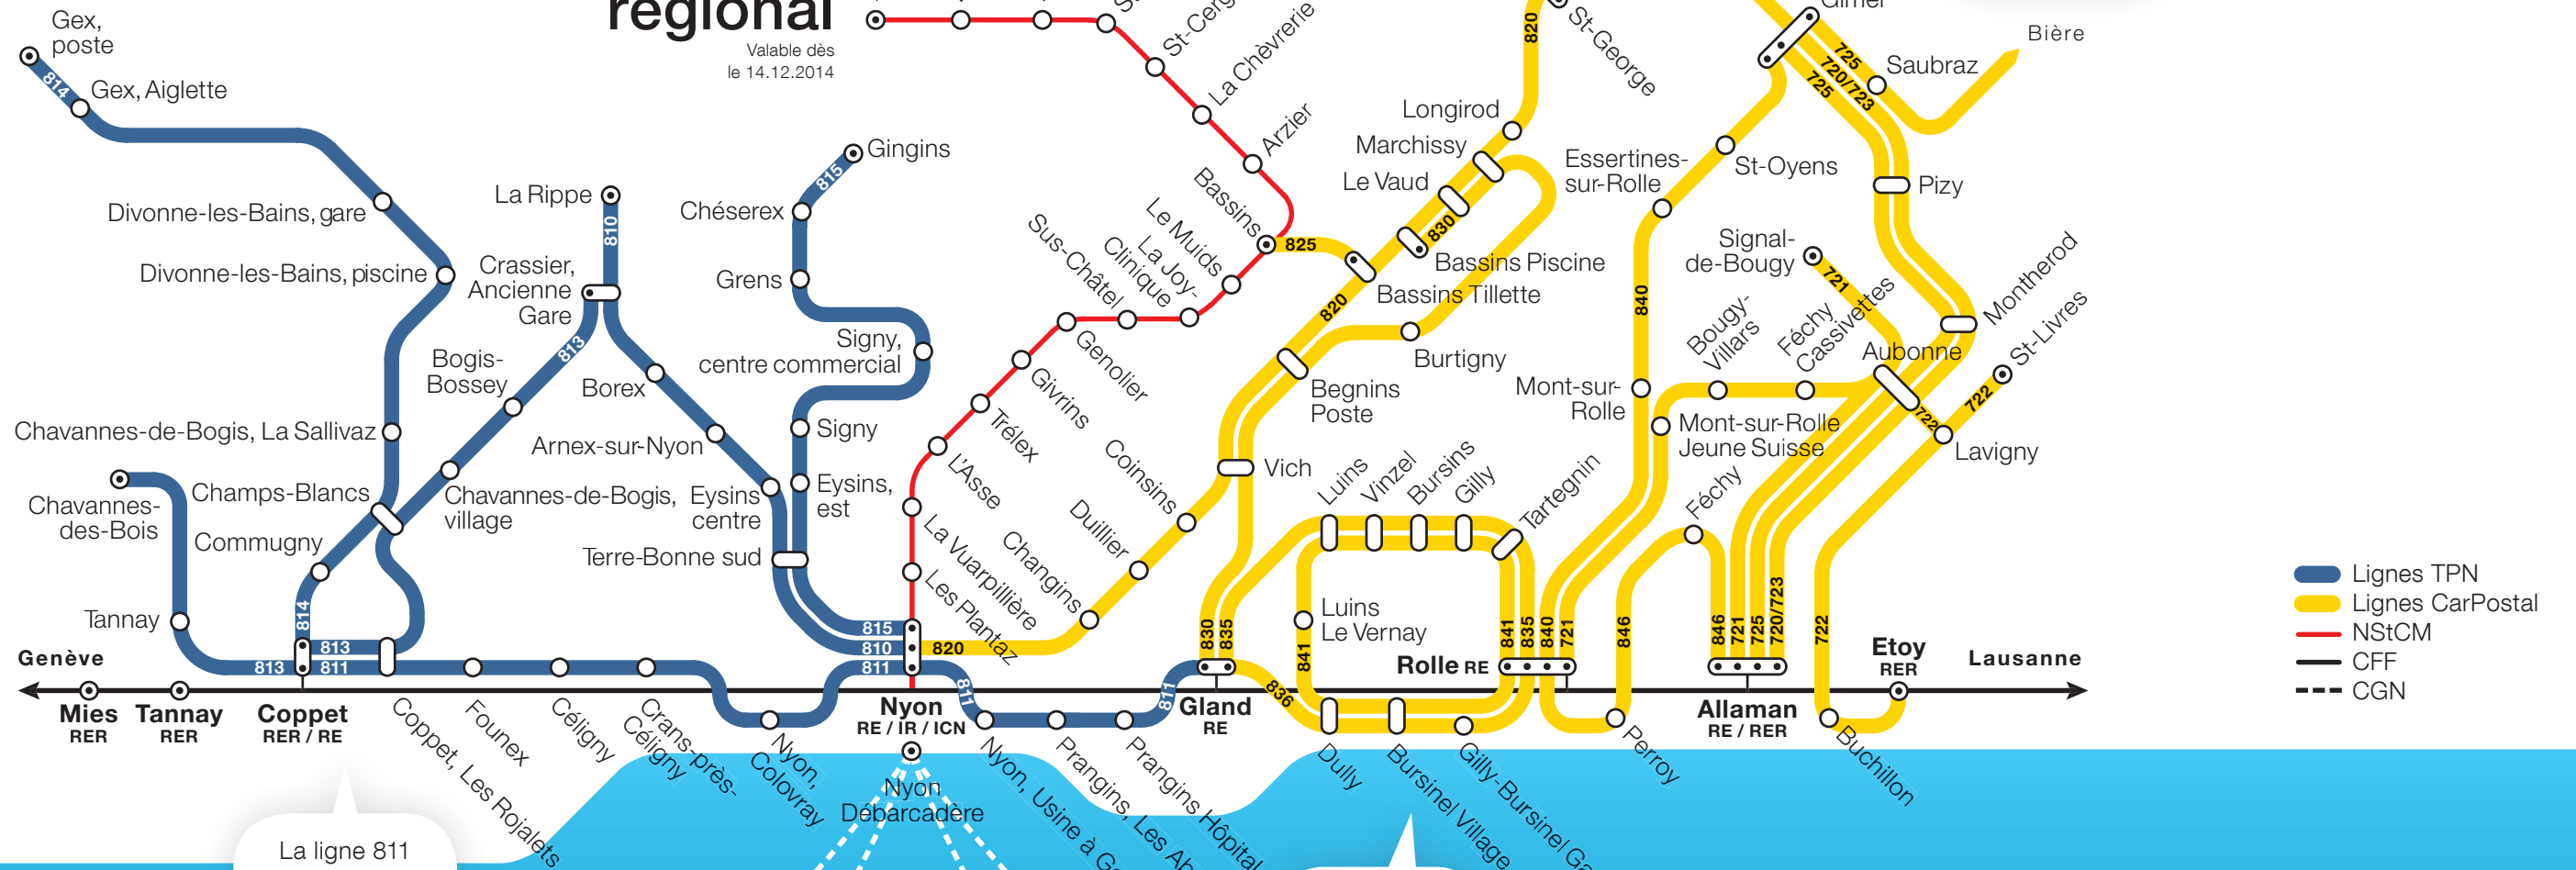 régional
Valable dès
le 14.12.2014
Gex,
poste
814
Gex, Aiglette
Divonne-les-Bains, gare
Divonne-les-Bains, piscine
Chavannes-de-Bogis, La Sallivaz
Champs-Blancs
Chavannes-
des-Bois
Commugny
Tannay
814
813
813
811
La Rippe
810
Crassier,
Ancienne
Gare
813
Bogis-
Bossey
Borex
Arnex-sur-Nyon
Chavannes-de-Bogis,
village
Eysins
centre
Terre-Bonne sud
Gingins
815
Chéserex
Grens
Signy,
centre commercial
Signy
Eysins,
est
815
810
811
820
La Chèvrerie
Arzier
Bassins
Le Muids
La Joy-
Clinique
Sus-Châtel
Genolier
Givrins
Trélex
L'Asse
La Vuarpillière
Les Plantaz
825
820
St-George
Longirod
Marchissy
Le Vaud
830
Bassins Piscine
Bassins Tillette
820
Burtigny
Begnins
Poste
Vich
Coinsins
Duillier
Changins
830
835
836
Luins
Vinzel
Bursins
Gilly
Tartegnin
Luins
Le Vernay
841
841
835
840
721
Essertines-
sur-Rolle
St-Oyens
840
Mont-sur-
Rolle
Mont-sur-Rolle
Jeune Suisse
Bougy-
Villars
Féchy
Cassivettes
Signal-
de-Bougy
721
Aubonne
725
720/723
725
Saubraz
Bière
Pizy
Montherod
St-Livres
722
722
Lavigny
Féchy
846
846
721
725
720/723
722
Genève
Lausanne
Mies
RER
Tannay
RER
Coppet
RER / RE
Nyon
RE / IR / ICN
811
811
Gland
RE
Rolle RE
Allaman
RE / RER
Etoy
RER
Coppet, Les Rojalets
Founex
Céligny
Crans-près-
Céligny
Nyon,
Colovray
Nyon
Débarcadère
Nyon, Usine à
Prangins, Les
Prangins Hôpital
Dully
Bursinel Village
Gilly-Bursinel
Perroy
Buchillon
La ligne 811
Lignes TPN
Lignes CarPostal
NStCM
CFF
CGN